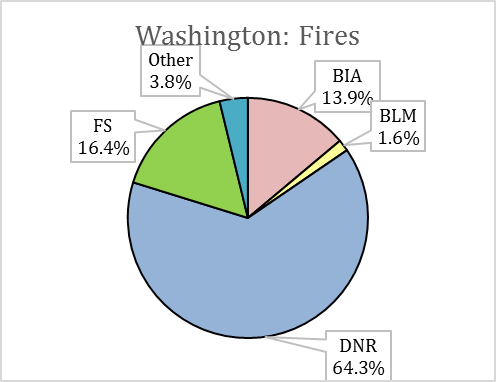 Washington: Fires
Other
3.8%
BIA
13.9%
BLM
1.6%
FS
16.4%
DNR
64.3%